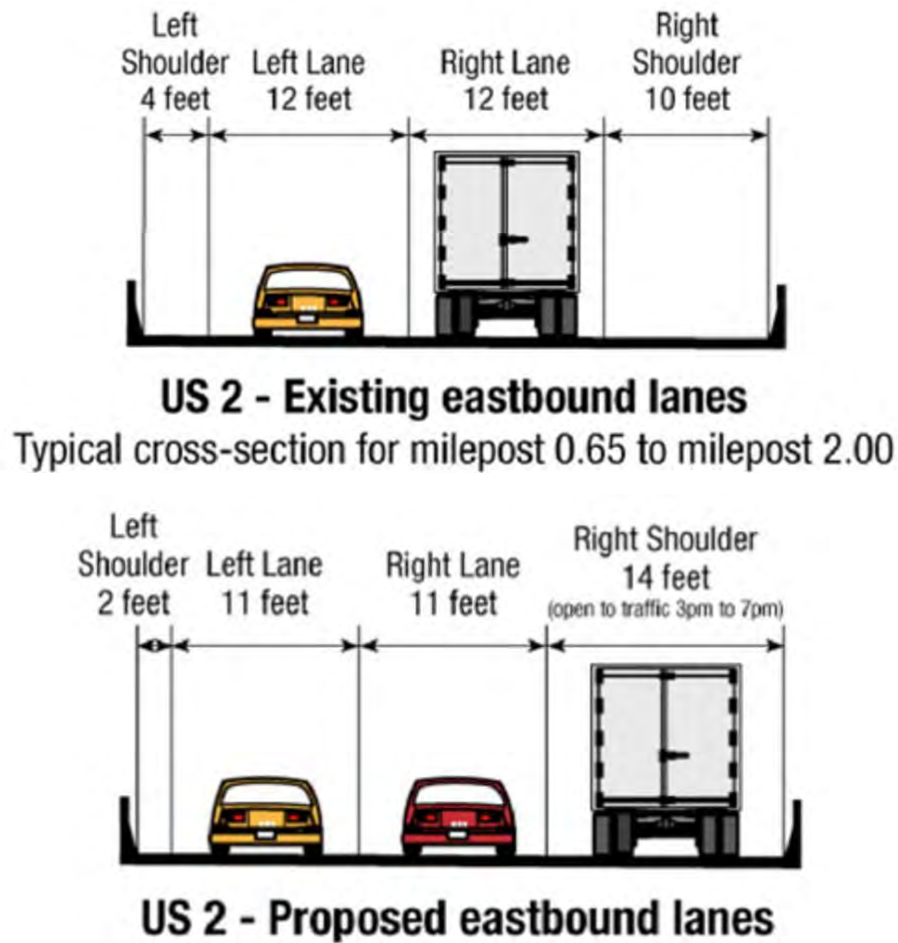 Left
Shoulder
4 feet
Left Lane
12 feet
Right Lane
12 feet
Right
Shoulder
10 feet
US 2 - Existing eastbound lanes
Typical cross-section for milepost 0.65 to milepost 2.00
Left
Shoulder
2 feet
Left Lane
11 feet
Right Lane
11 feet
Right Shoulder
14 feet
(open to traffic 3pm to 7pm)
US 2 - Proposed eastbound lanes